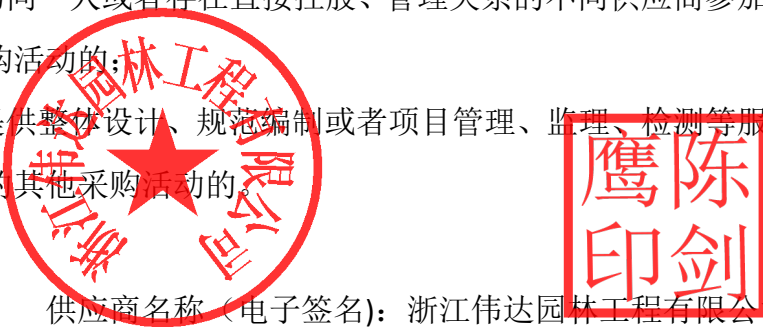 同一人或者存在直接控股、管理关系的不同供应商参加
购活动的;
提供整体设计、规范编制或者项目管理、监理、检测等服
的其他采购活动的。
浙江伟达园林工程有限公司
陈剑
鹰印
供应商名称（电子签名): 浙江伟达园林工程有限公